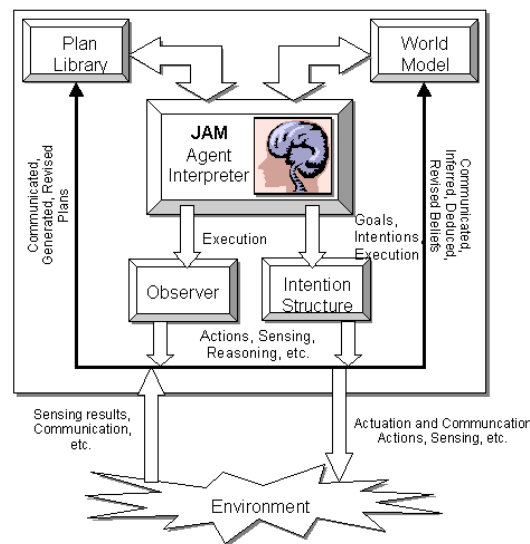 Plan
Library
World
Model
JAM
Agent
Interpreter
Communicated,
Generated, Revised
Plans
Communicated,
Inferred, Deduced,
Revised Beliefs
Execution
Goals,
Intentions,
Execution
Observer
Intention
Structure
Actions, Sensing,
Reasoning, etc.
Sensing results,
Communication,
etc.
Actuation and Communcation
Actions, Sensing, etc.
Environment